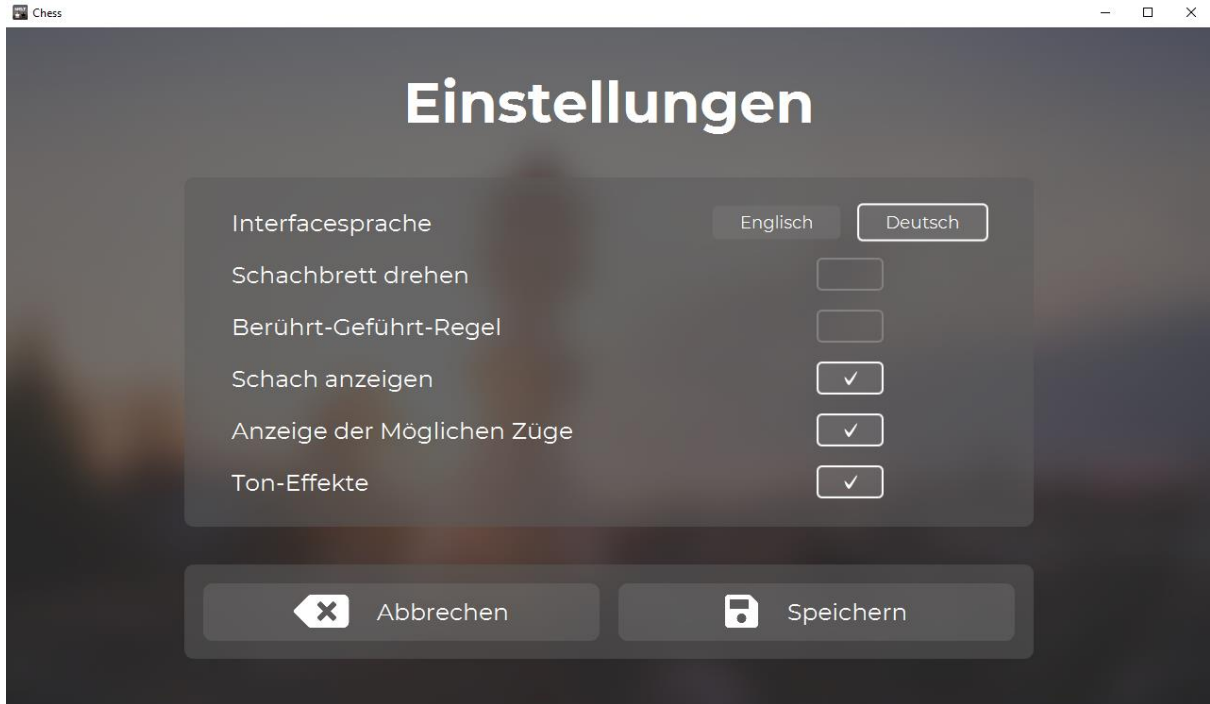 Chess
Einstellungen
Interfacesprache Englisch Deutsch
Schachbrett drehen
Berührt-Geführt-Regel
Schach anzeigen
Anzeige der Möglichen Züge
Ton-Effekte
Abbrechen Speichern